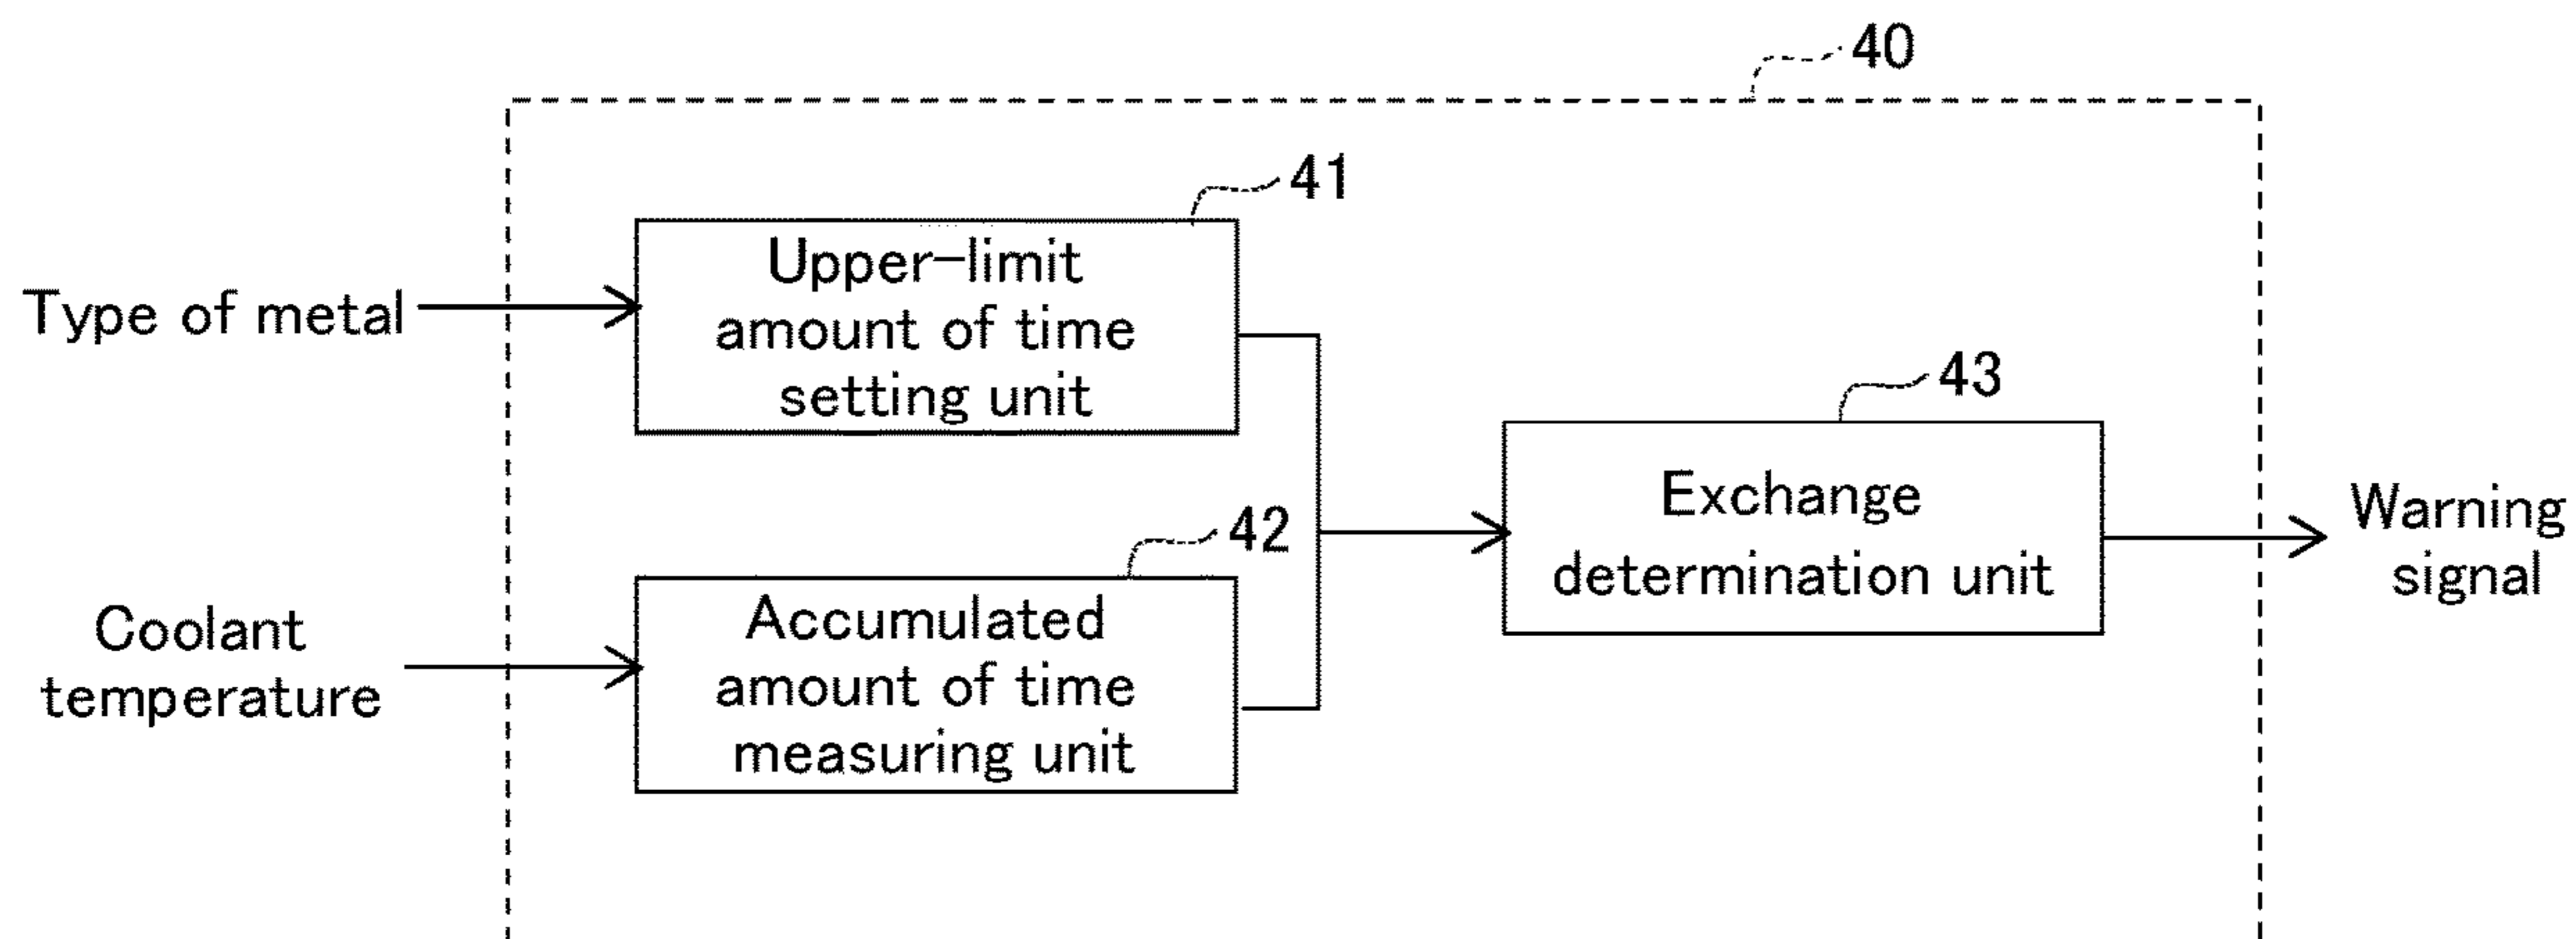 40
41
Upper-limit
amount of time
setting unit
Type of metal
43
Exchange
determination unit
Warning
signal
42
Accumulated
amount of time
measuring unit
Coolant
temperature